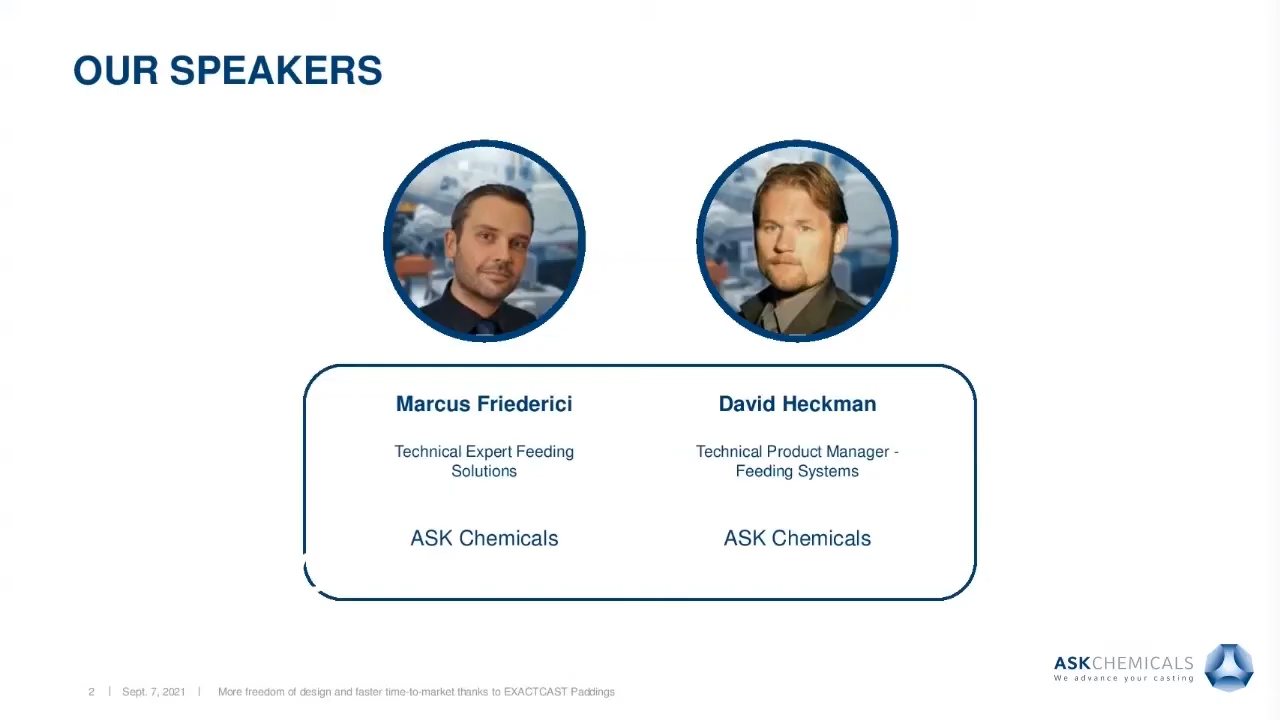 OUR SPEAKERS
Marcus Friederici
Technical Expert Feeding
Solutions
ASK Chemicals
David Heckman
Technical Product Manager -
Feeding Systems
ASK Chemicals
ASKCHEMICALS
We advance your casting
2 | Sept. 7, 2021 | More freedom of design and faster time-to-market thanks to EXACTCAST Paddings